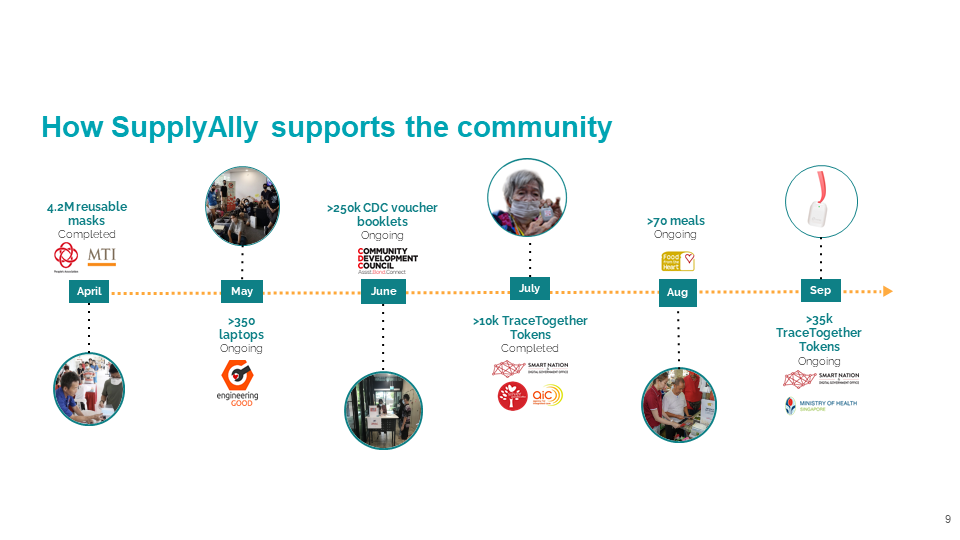 How SupplyAlly supports the community
4.2M reusable
masks
Completed
People's Association
MTI
April
May
>350
laptops
Ongoing
engineering
GOOD
>250k CDC voucher
booklets
Ongoing
COMMUNITY
DEVELOPMENT
COUNCIL
Assist.Bond.Connect
June
July
>10k TraceTogether
Tokens
Completed
SMART NATION
&
DIGITAL GOVERNMENT OFFICE
aic
>70 meals
Ongoing
Food
from the
Heart
Aug
Sep
>35k
TraceTogether
Tokens
Ongoing
SMART NATION
&
DIGITAL GOVERNMENT OFFICE
MINISTRY OF HEALTH
SINGAPORE
9